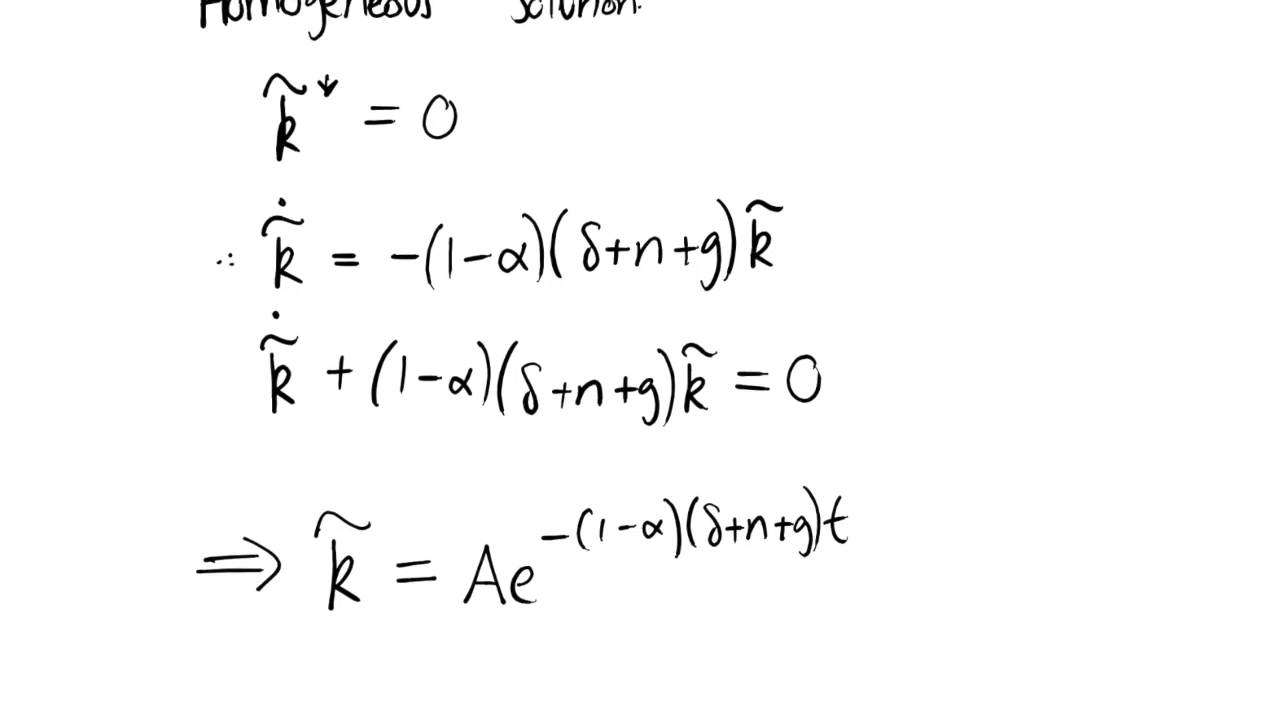 Homogeneous solution.
k̃* = 0
∴ k̃̇ = -(1-α)(δ+n+g)k̃
k̃̇ + (1-α)(δ+n+g)k̃ = 0
⟹ k̃ = Ae^{-(1-α)(δ+n+g)t}